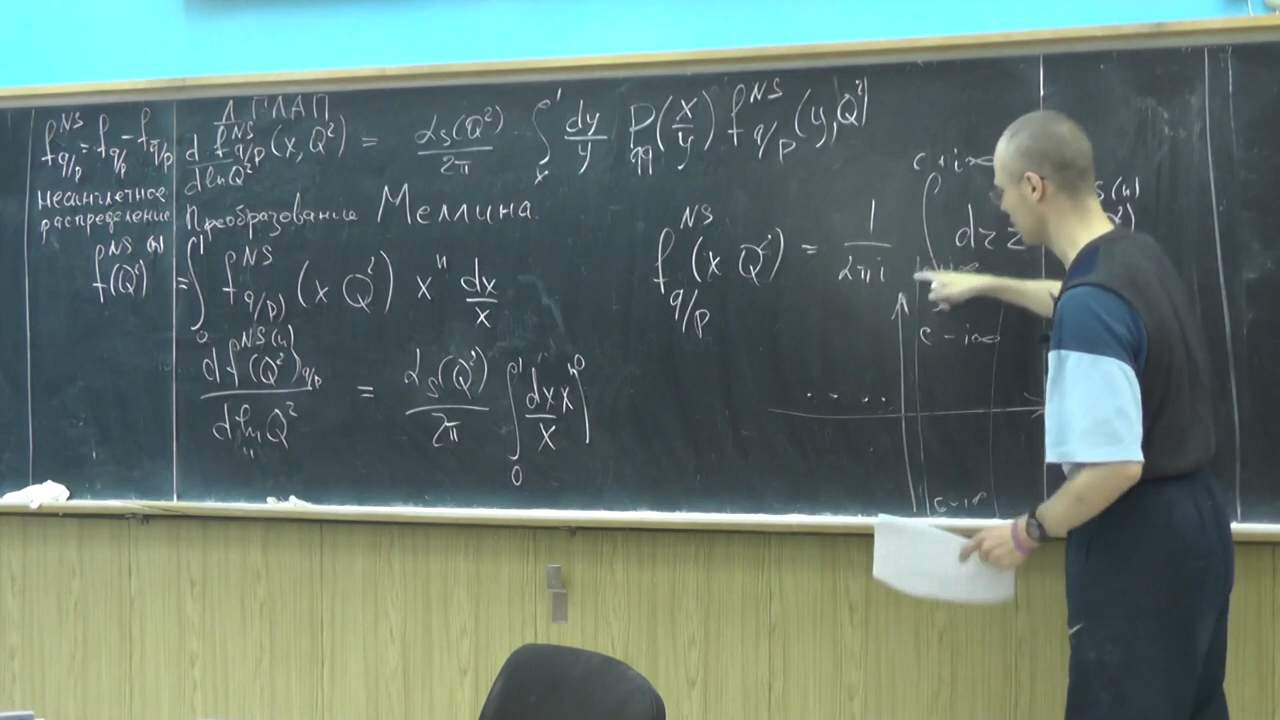 f^{NS}_{q/p} = f_{q/p} - f_{\bar{q}/p}
несинглетное
распределение
ДГЛАП
\frac{d f^{NS}_{q/p}(x, Q^2)}{d \ln Q^2} = \frac{\alpha_s(Q^2)}{2\pi} \int_x^1 \frac{dy}{y} P_{qq}(\frac{x}{y}) f^{NS}_{q/p}(y, Q^2)
Преобразование Меллина.
f^{NS (n)}(Q^2) = \int_0^1 f^{NS}_{q/p)}(x Q^2) x^n \frac{dx}{x}
\frac{d f^{NS(n)}(Q^2)_{q/p}}{d \ln Q^2} = \frac{\alpha_s(Q^2)}{2\pi} \int_0^1 \frac{dx}{x} x^n
f^{NS}_{q/p}(x Q^2) = \frac{1}{2\pi i} \int^{c+i\infty} dz z
c - i∞